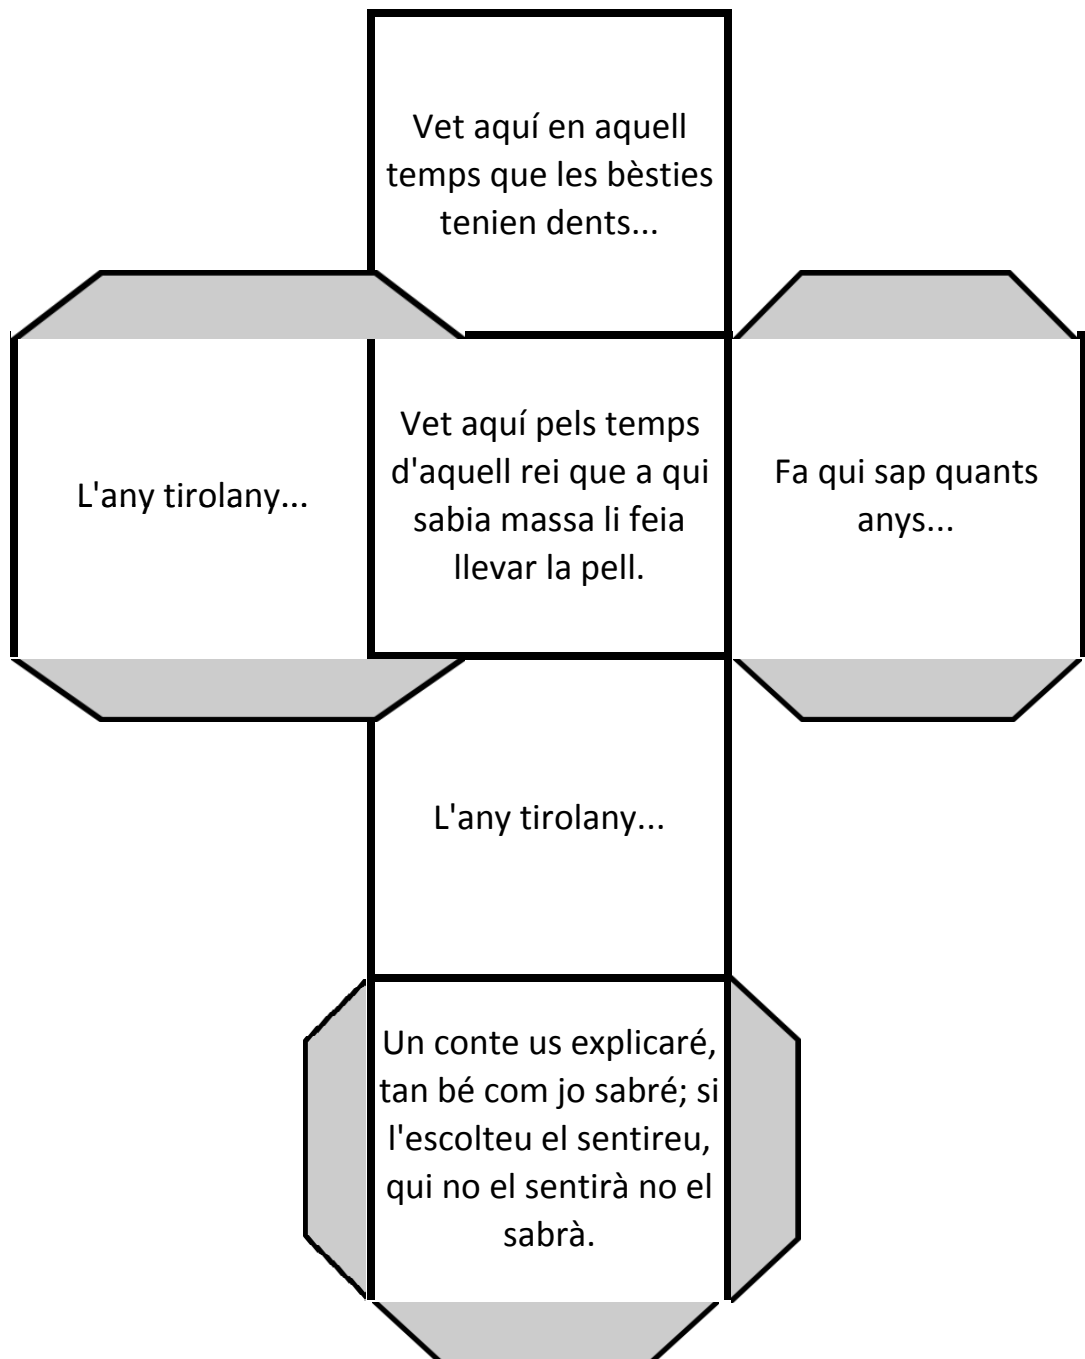 Vet aquí en aquell
temps que les bèsties
tenien dents...
L'any tirolany...
Vet aquí pels temps
d'aquell rei que a qui
sabia massa li feia
llevar la pell.
Fa qui sap quants
anys...
L'any tirolany...
Un conte us explicaré,
tan bé com jo sabré; si
l'escolteu el sentireu,
qui no el sentirà no el
sabrà.